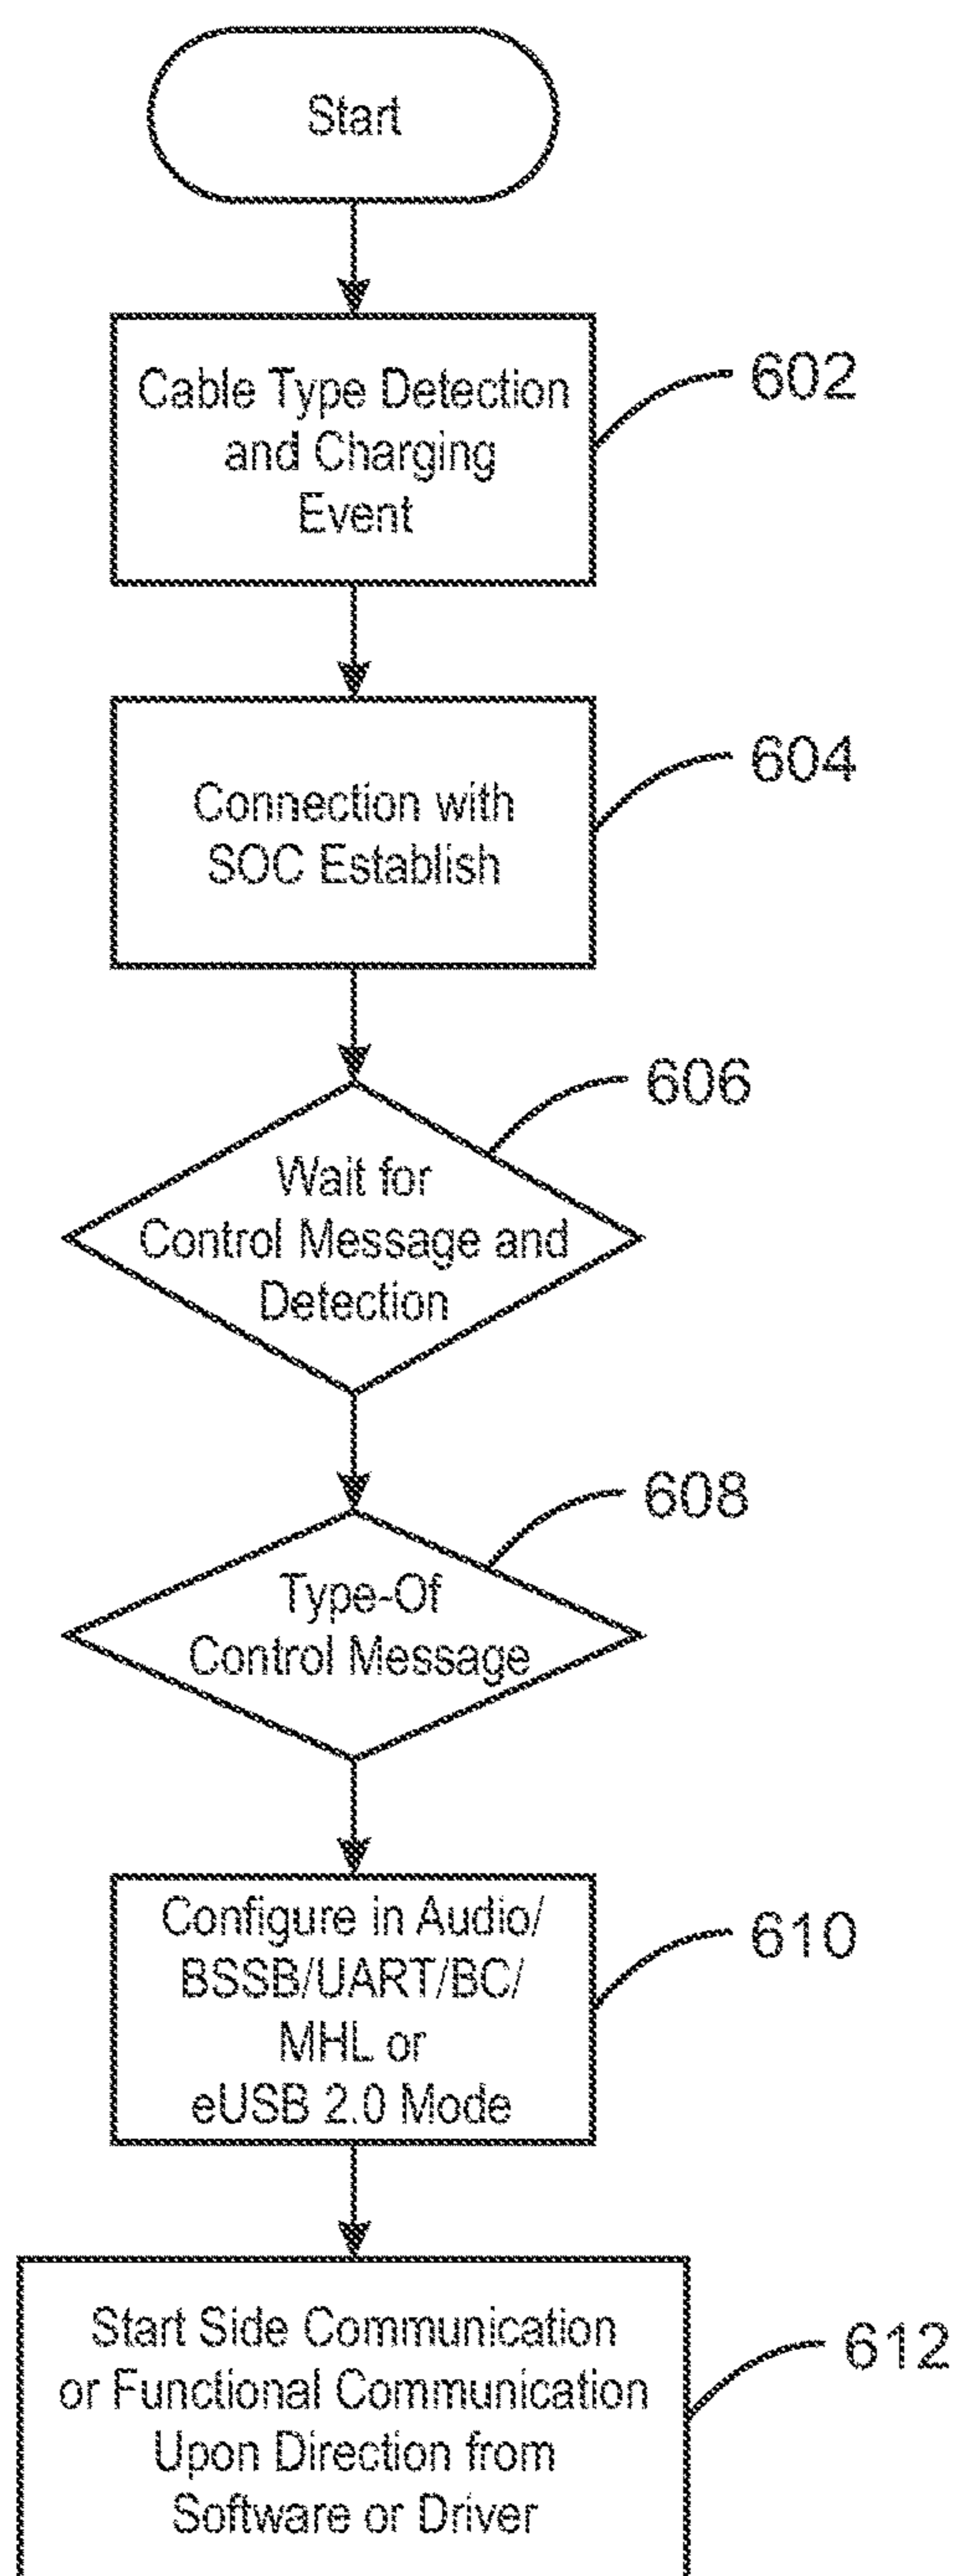 Start
Cable Type Detection
and Charging
Event
602
Connection with
SOC Establish
604
606
Wait for
Control Message and
Detection
608
Type-Of
Control Message
Configure in Audio/
BSSB/UART/BC/
MHL or
eUSB 2.0 Mode
610
Start Side Communication
or Functional Communication
Upon Direction from
Software or Driver
612